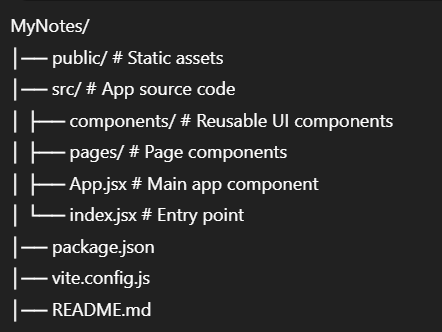 MyNotes/
│── public/ # Static assets
│── src/ # App source code
│ ├── components/ # Reusable UI components
│ ├── pages/ # Page components
│ ├── App.jsx # Main app component
│ └── index.jsx # Entry point
│── package.json
│── vite.config.js
│── README.md